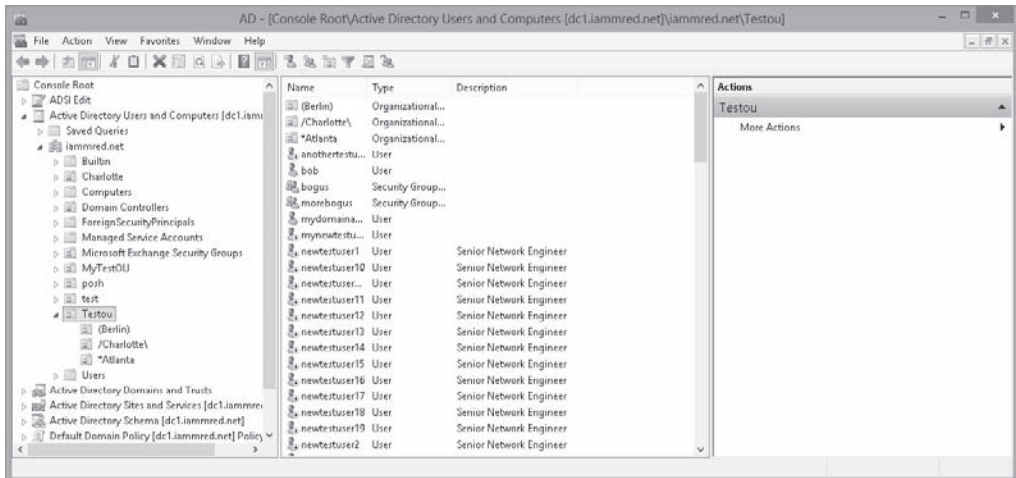 AD - [Console Root\Active Directory Users and Computers [dc1.iammred.net]\iammred.net\Testou]
File Action View Favorites Window Help
Console Root
ADSI Edit
Active Directory Users and Computers [dc1.iamm
Saved Queries
iammred.net
Builtin
Charlotte
Computers
Domain Controllers
ForeignSecurityPrincipals
Managed Service Accounts
Microsoft Exchange Security Groups
MyTestOU
posh
test
Testou
(Berlin)
/Charlotte\
*Atlanta
Users
Active Directory Domains and Trusts
Active Directory Sites and Services [dc1.iammre
Active Directory Schema [dc1.iammred.net]
Default Domain Policy [dc1.iammred.net] Policy
Name Type Description
(Berlin) Organizational...
/Charlotte\ Organizational...
*Atlanta Organizational...
anothertestu... User
bob User
bogus Security Group...
morebogus Security Group...
mydomaina... User
mynewtestu... User
newtestuser1 User Senior Network Engineer
newtestuser10 User Senior Network Engineer
newtestuser... User Senior Network Engineer
newtestuser11 User Senior Network Engineer
newtestuser12 User Senior Network Engineer
newtestuser13 User Senior Network Engineer
newtestuser14 User Senior Network Engineer
newtestuser15 User Senior Network Engineer
newtestuser16 User Senior Network Engineer
newtestuser17 User Senior Network Engineer
newtestuser18 User Senior Network Engineer
newtestuser19 User Senior Network Engineer
newtestuser2 User Senior Network Engineer
Actions
Testou
More Actions